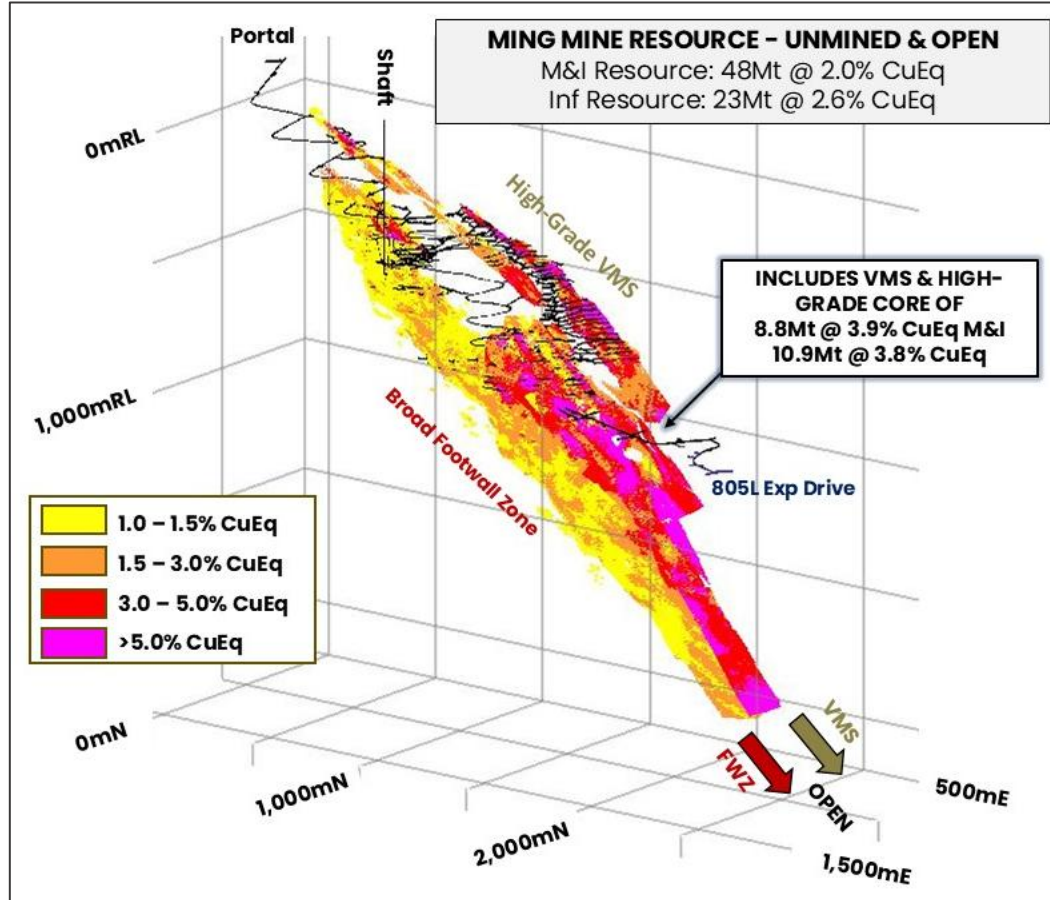 MING MINE RESOURCE - UNMINED & OPEN
M&I Resource: 48Mt @ 2.0% CuEq
Inf Resource: 23Mt @ 2.6% CuEq
Portal
Shaft
0mRL
High-Grade VMS
INCLUDES VMS & HIGH-
GRADE CORE OF
8.8Mt @ 3.9% CuEq M&I
10.9Mt @ 3.8% CuEq
1,000mRL
Broad Footwall Zone
805L Exp Drive
1.0 – 1.5% CuEq
1.5 – 3.0% CuEq
3.0 – 5.0% CuEq
>5.0% CuEq
0mN
1,000mN
2,000mN
FWZ
VMS
OPEN
500mE
1,500mE